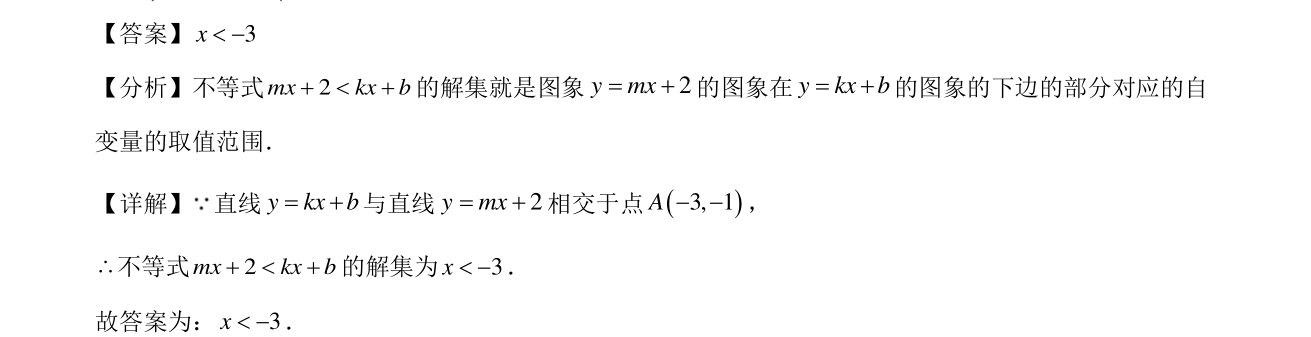 【答案】x < −3
【分析】不等式mx + 2 < kx + b的解集就是图象y = mx + 2的图象在y = kx + b的图象的下边的部分对应的自
变量的取值范围.
【详解】∵直线y = kx + b与直线y = mx + 2相交于点A(−3,−1),
∴不等式mx + 2 < kx + b的解集为x < −3.
故答案为：x < −3.